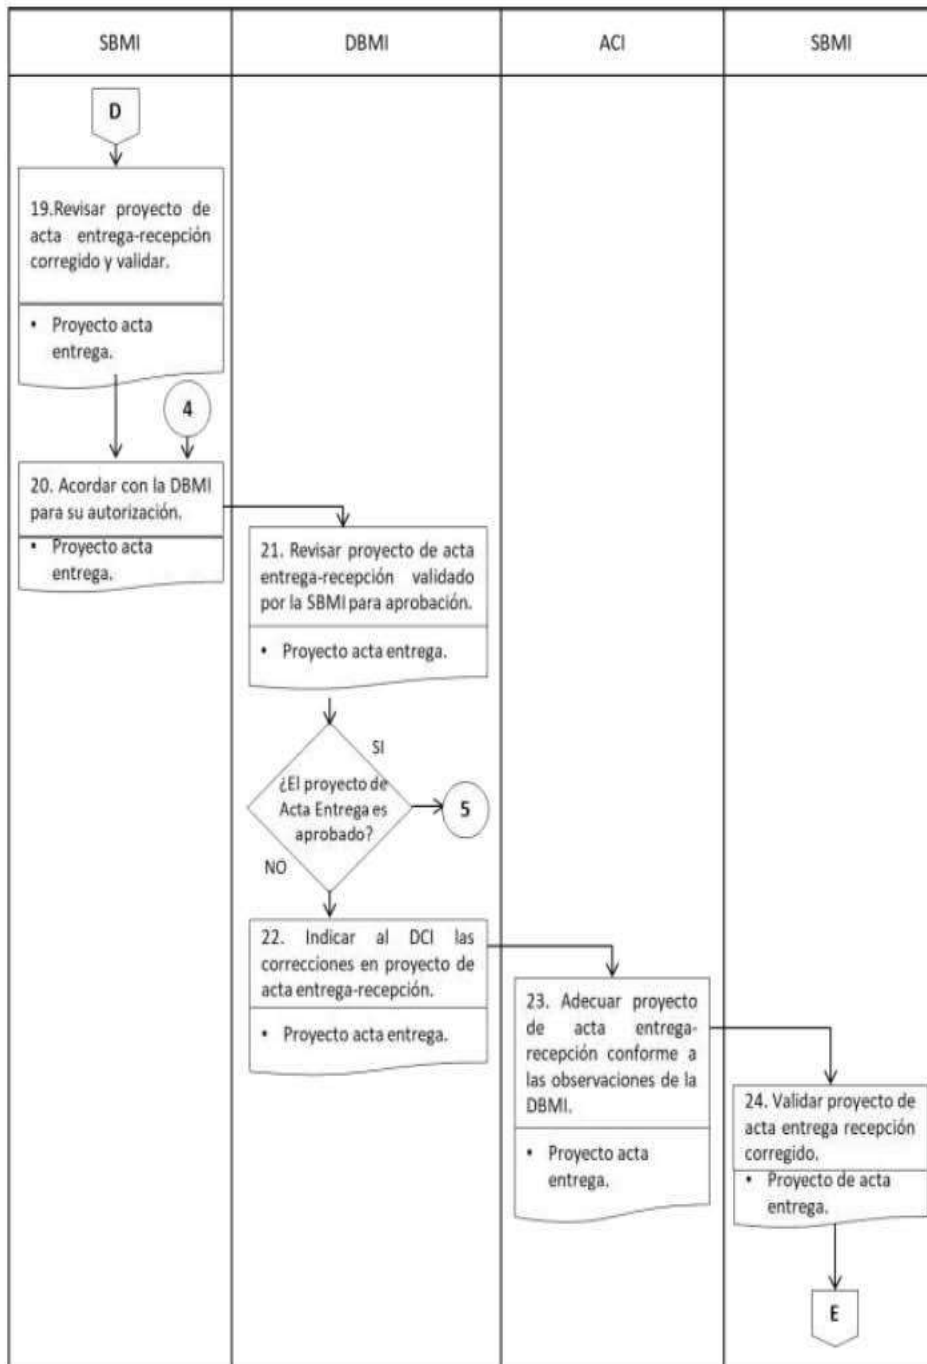 SBMI
DBMI
ACI
SBMI
D
19.Revisar proyecto de
acta entrega-recepción
corregido y validar.
• Proyecto acta
entrega.
4
20. Acordar con la DBMI
para su autorización.
• Proyecto acta
entrega.
21. Revisar proyecto de acta
entrega-recepción validado
por la SBMI para aprobación.
• Proyecto acta entrega.
SI
¿El proyecto de
Acta Entrega es
aprobado?
5
NO
22. Indicar al DCI las
correcciones en proyecto de
acta entrega-recepción.
• Proyecto acta entrega.
23. Adecuar proyecto
de acta entrega-
recepción conforme a
las observaciones de la
DBMI.
• Proyecto acta
entrega.
24. Validar proyecto de
acta entrega recepción
corregido.
• Proyecto de acta
entrega.
E